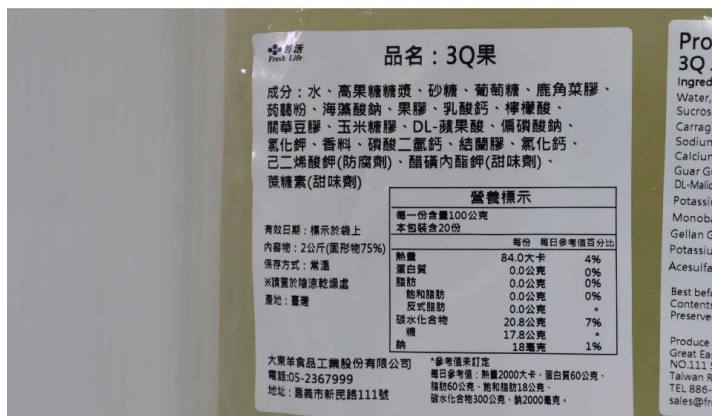 鮮活
Fresh Life
品名：3Q果
成分：水、高果糖糖漿、砂糖、葡萄糖、鹿角菜膠、
蒟蒻粉、海藻酸鈉、果膠、乳酸鈣、檸檬酸、
關華豆膠、玉米糖膠、DL-蘋果酸、偏磷酸鈉、
氯化鉀、香料、磷酸二氫鈣、結蘭膠、氯化鈣、
己二烯酸鉀(防腐劑)、醋磺內酯鉀(甜味劑)、
蔗糖素(甜味劑)
有效日期：標示於袋上
內容物：2公斤(固形物75%)
保存方式：常溫
※請置於陰涼乾燥處
產地：臺灣
營養標示
每一份含量100公克
本包裝含20份
每份 每日參考值百分比
熱量 84.0大卡 4%
蛋白質 0.0公克 0%
脂肪 0.0公克 0%
飽和脂肪 0.0公克 0%
反式脂肪 0.0公克 *
碳水化合物 20.8公克 7%
糖 17.8公克 *
鈉 18毫克 1%
*參考值未訂定
每日參考值：熱量2000大卡、蛋白質60公克、
脂肪60公克、飽和脂肪18公克、
碳水化合物300公克、鈉2000毫克。
大東羊食品工業股份有限公司
電話:05-2367999
地址：嘉義市新民路111號
Pro
3Q
Ingred
Water,
Sucros
Carrag
Sodium
Calcium
Guar G
DL-Malic
Potassiu
Monoba
Gellan G
Potassiu
Acesulfa
Best befo
Contents
Preserve
Produce
Great Eas
NO.111 S
Taiwan R
TEL 886-
sales@fr